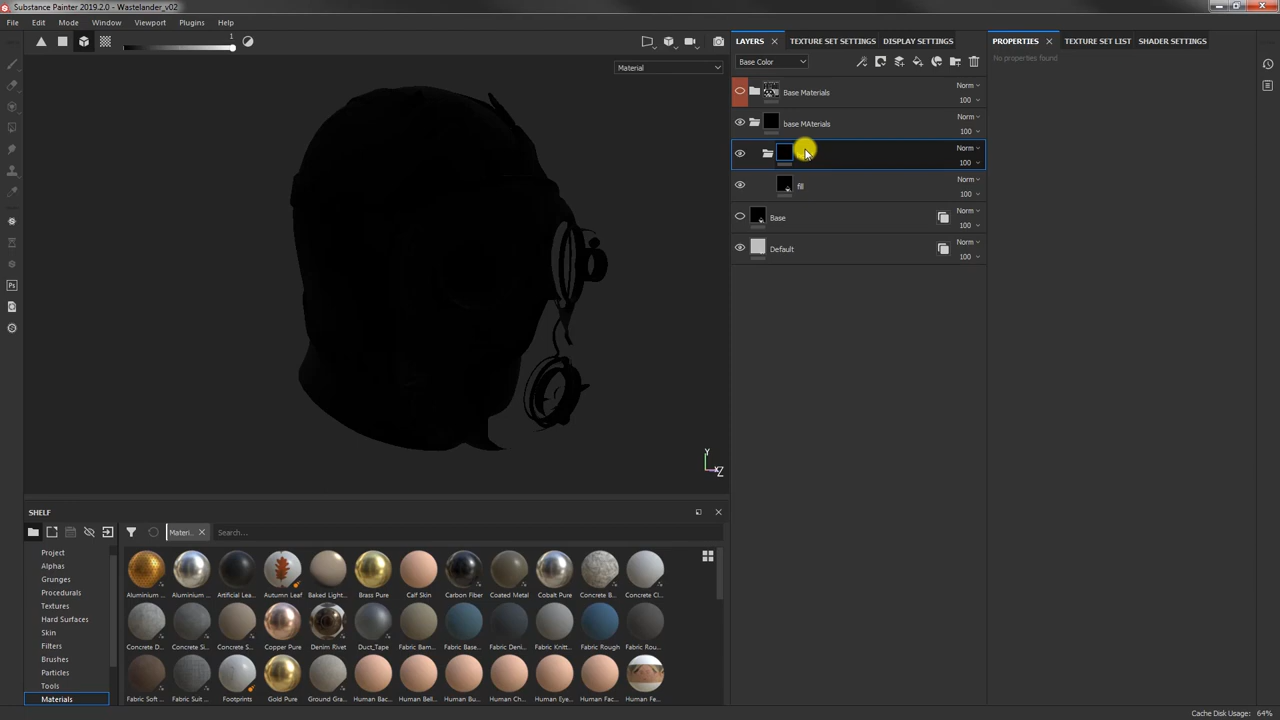 Substance Painter 2019.2.0 - Wastelander_v02
File Edit Mode Window Viewport Plugins Help
1
Material
LAYERS TEXTURE SET SETTINGS DISPLAY SETTINGS
PROPERTIES TEXTURE SET LIST SHADER SETTINGS
Base Color
No properties found
Base Materials Norm 100
base MAterials Norm 100
Norm 100
fill Norm 100
Base Norm 100
Default Norm 100
Y
Z
SHELF
Materi... Search...
Project
Alphas
Grunges
Procedurals
Textures
Hard Surfaces
Skin
Filters
Brushes
Particles
Tools
Materials
Aluminium ... Aluminium ... Artificial Lea... Autumn Leaf Baked Light... Brass Pure Calf Skin Carbon Fiber Coated Metal Cobalt Pure Concrete B... Concrete Cl...
Concrete D... Concrete Si... Concrete S... Copper Pure Denim Rivet Duct_Tape Fabric Bam... Fabric Base... Fabric Deni... Fabric Knitt... Fabric Rough Fabric Rou...
Fabric Soft ... Fabric Suit ... Footprints Gold Pure Ground Gra... Human Bac... Human Bell... Human Bu... Human Ch... Human Eye... Human Fac... Human Fe...
Cache Disk Usage: 64%